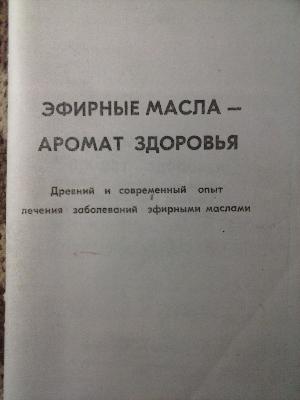 ЭФИРНЫЕ МАСЛА —
АРОМАТ ЗДОРОВЬЯ
Древний и современный опыт
лечения заболеваний эфирными маслами